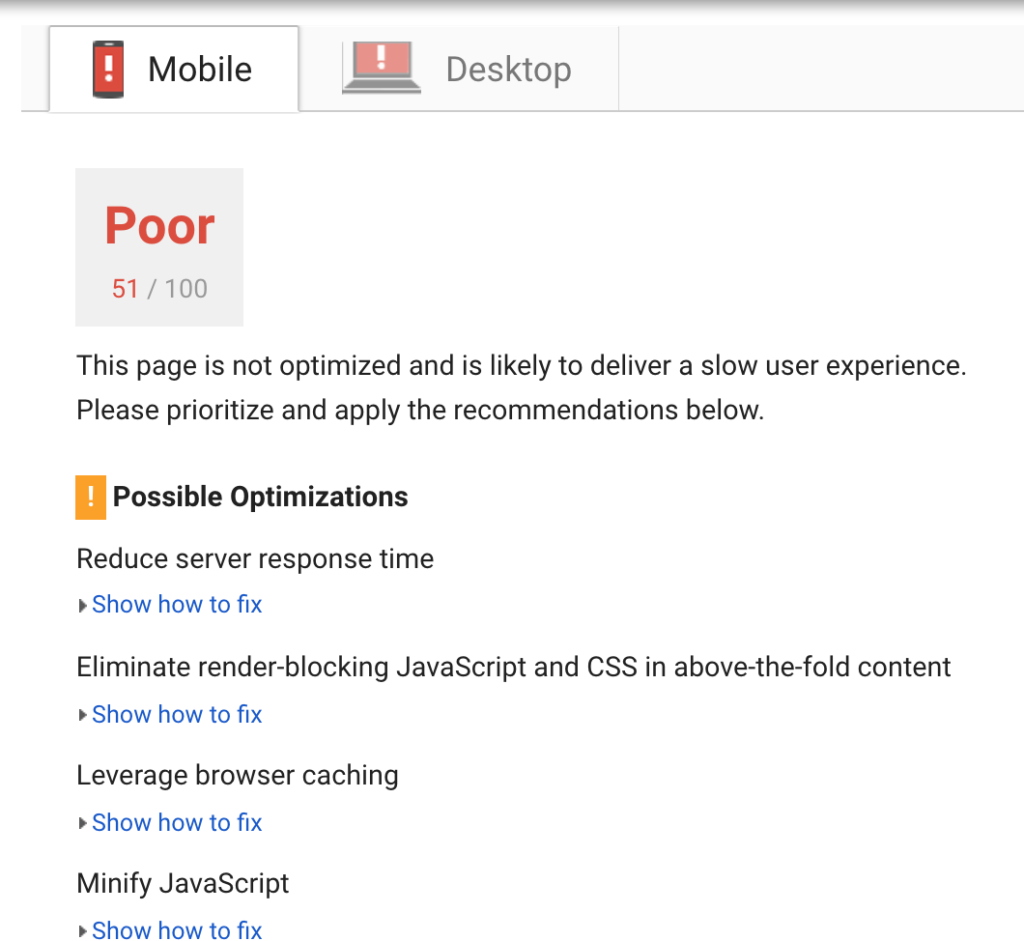 Mobile
Desktop
Poor
51 / 100
This page is not optimized and is likely to deliver a slow user experience.
Please prioritize and apply the recommendations below.
! Possible Optimizations
Reduce server response time
Show how to fix
Eliminate render-blocking JavaScript and CSS in above-the-fold content
Show how to fix
Leverage browser caching
Show how to fix
Minify JavaScript
Show how to fix